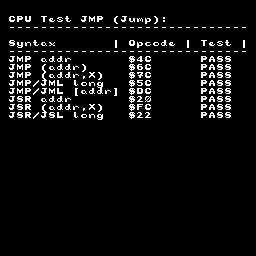 CPU Test JMP (Jump):
--------------------------------
Syntax | Opcode | Test |
--------------------------------
JMP addr $4C PASS
JMP (addr) $6C PASS
JMP (addr,X) $7C PASS
JMP/JML long $5C PASS
JMP/JML [addr] $DC PASS
JSR addr $20 PASS
JSR (addr,X) $FC PASS
JSR/JSL long $22 PASS